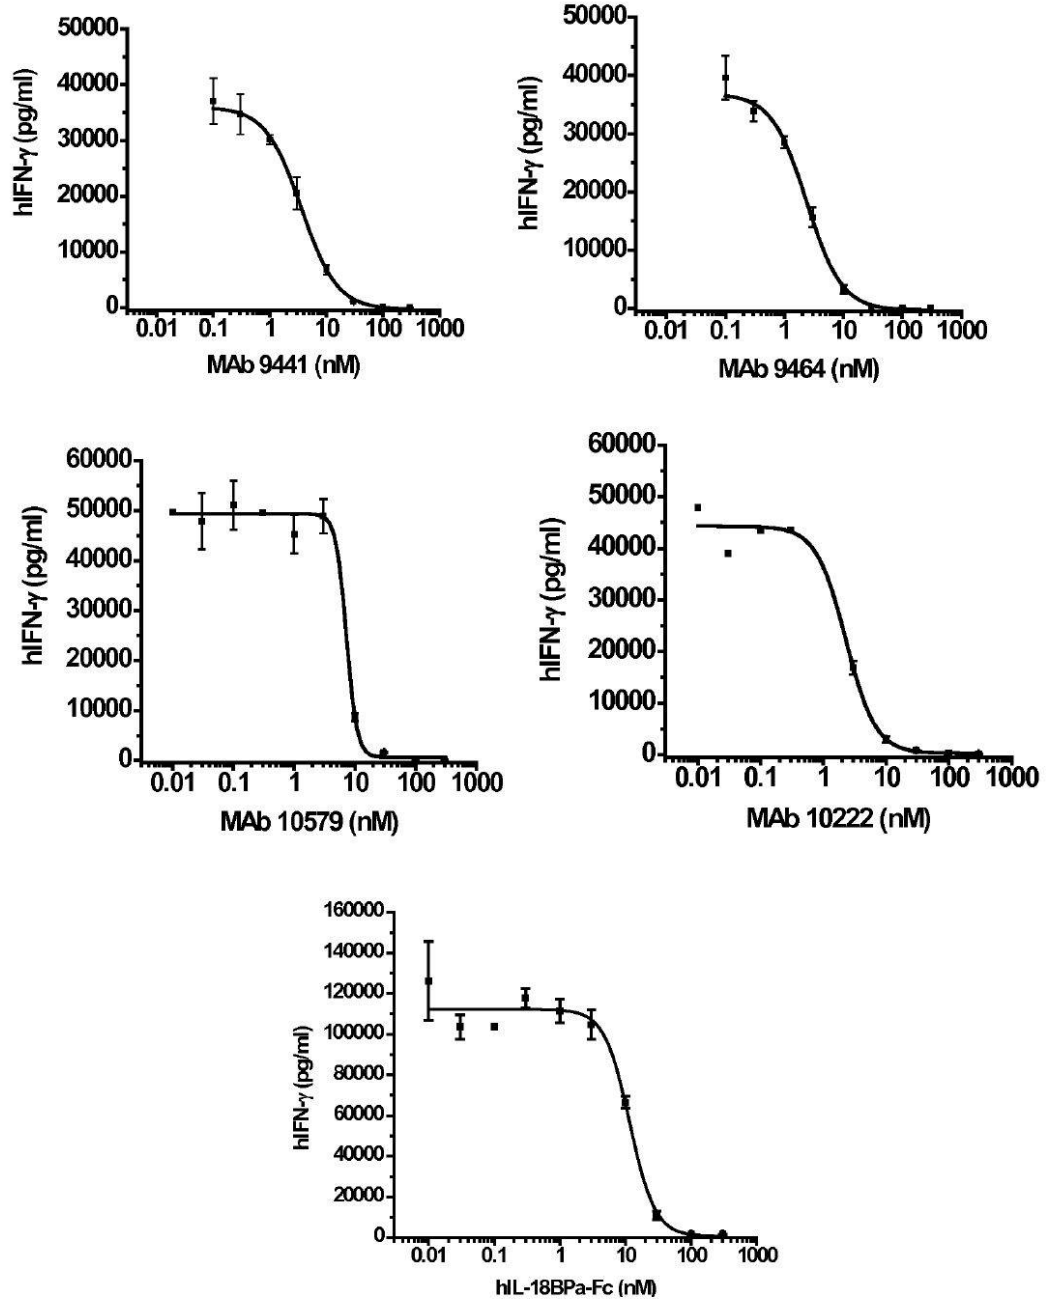 50000
40000
30000
20000
10000
0
hIFN-γ (pg/ml)
0.01 0.1 1 10 100 1000
MAb 9441 (nM)
50000
40000
30000
20000
10000
0
hIFN-γ (pg/ml)
0.01 0.1 1 10 100 1000
MAb 9464 (nM)
60000
50000
40000
30000
20000
10000
0
hIFN-γ (pg/ml)
0.01 0.1 1 10 100 1000
MAb 10579 (nM)
60000
50000
40000
30000
20000
10000
0
hIFN-γ (pg/ml)
0.01 0.1 1 10 100 1000
MAb 10222 (nM)
160000
140000
120000
100000
80000
60000
40000
20000
0
hIFN-γ (pg/ml)
0.01 0.1 1 10 100 1000
hIL-18BPa-Fc (nM)